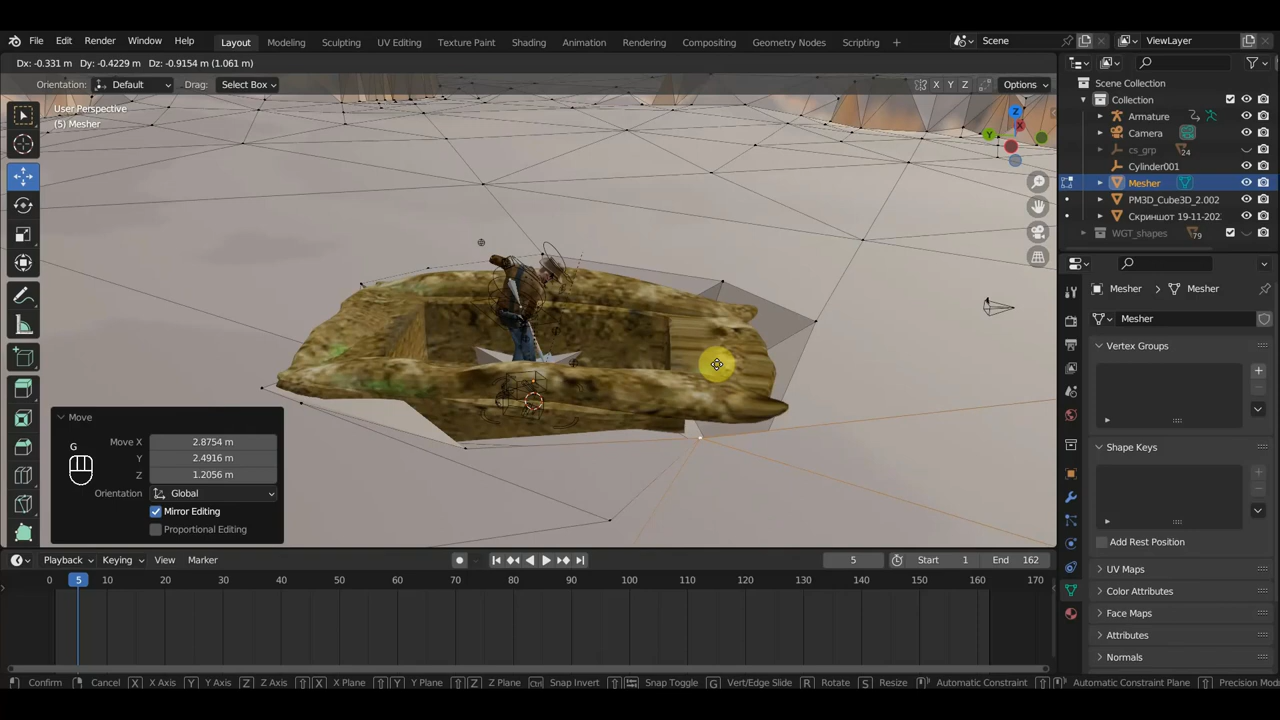 File Edit Render Window Help Layout Modeling Sculpting UV Editing Texture Paint Shading Animation Rendering Compositing Geometry Nodes Scripting + Scene ViewLayer
Dx: -0.331 m Dy: -0.4229 m Dz: -0.9154 m (1.061 m)
Orientation: Default Drag: Select Box X Y Z Options
Scene Collection
User Perspective
(5) Mesher
Collection
Armature
Camera
cs_grp 24
Cylinder001
Mesher
PM3D_Cube3D_2.002
Скриншот 19-11-202
WGT_shapes 79
Mesher Mesher
Mesher
Vertex Groups
Shape Keys
Add Rest Position
UV Maps
Color Attributes
Face Maps
Attributes
Normals
Z
X
Y
Move
G
Move X 2.8754 m
Y 2.4916 m
Z 1.2056 m
Orientation Global
Mirror Editing
Proportional Editing
Playback Keying View Marker 5 Start 1 End 162
0 5 10 20 30 40 50 60 70 80 90 100 110 120 130 140 150 160 170
Confirm Cancel X X Axis Y Y Axis Z Z Axis X X Plane Y Y Plane Z Z Plane Ctrl Snap Invert Snap Toggle G Vert/Edge Slide R Rotate S Resize Automatic Constraint Automatic Constraint Plane Precision Mod